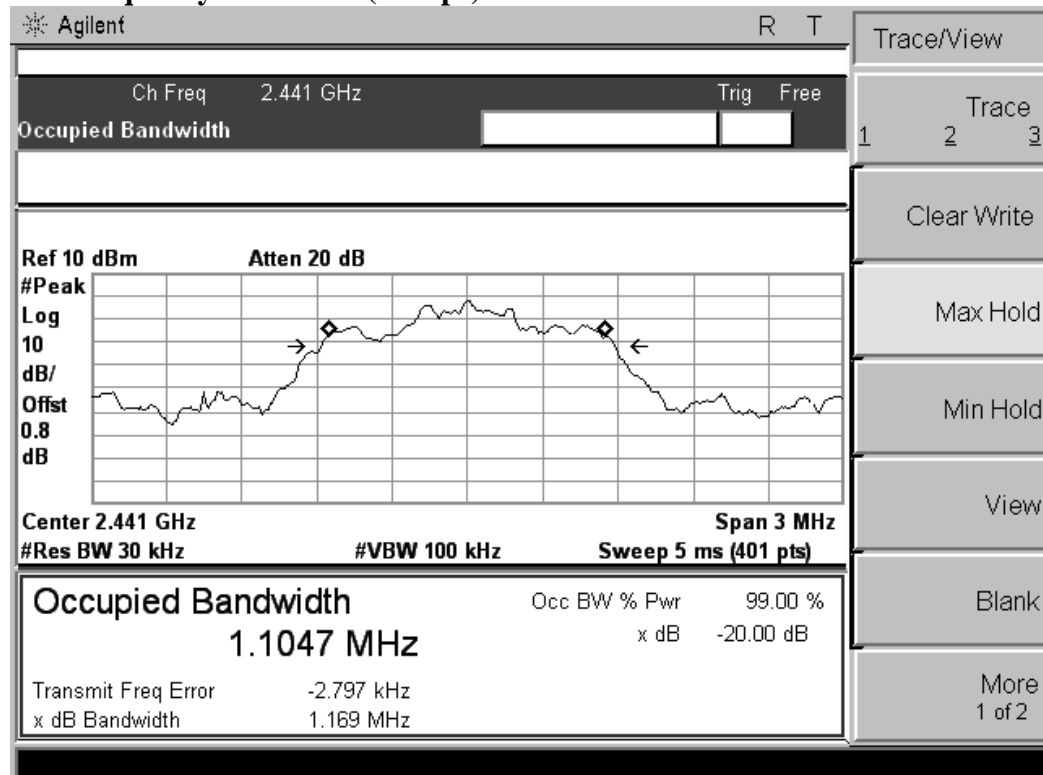 Agilent R T
Trace/View
Ch Freq 2.441 GHz Trig Free
Occupied Bandwidth
Trace
1 2 3
Clear Write
Ref 10 dBm Atten 20 dB
#Peak
Log
10
dB/
Offst
0.8
dB
Max Hold
Min Hold
Center 2.441 GHz Span 3 MHz
#Res BW 30 kHz #VBW 100 kHz Sweep 5 ms (401 pts)
View
Occupied Bandwidth Occ BW % Pwr 99.00 %
1.1047 MHz x dB -20.00 dB
Blank
Transmit Freq Error -2.797 kHz
x dB Bandwidth 1.169 MHz
More
1 of 2